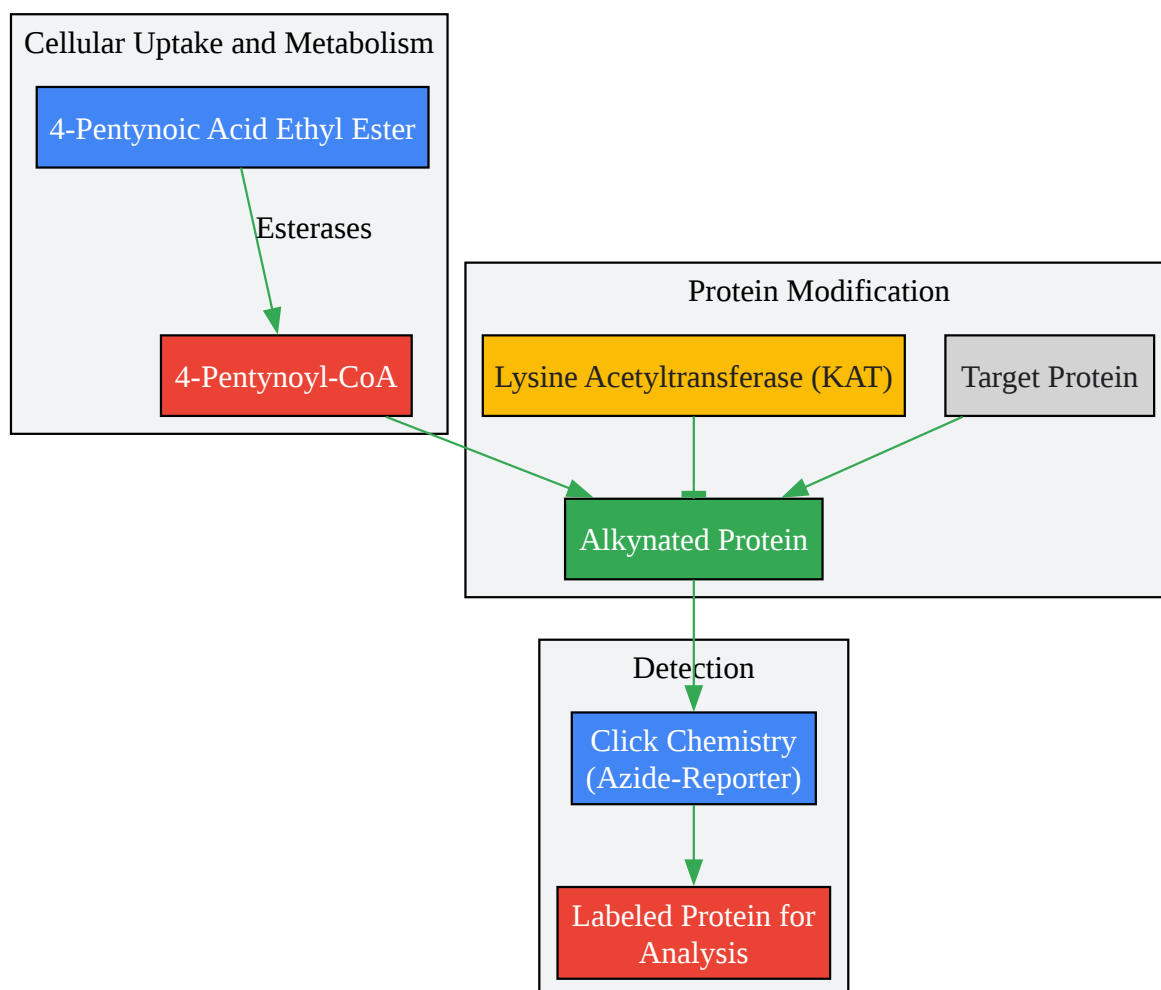 Cellular Uptake and Metabolism
4-Pentynoic Acid Ethyl Ester
Esterases
4-Pentynoyl-CoA
Protein Modification
Lysine Acetyltransferase (KAT)
Target Protein
Alkynated Protein
Detection
Click Chemistry
(Azide-Reporter)
Labeled Protein for
Analysis